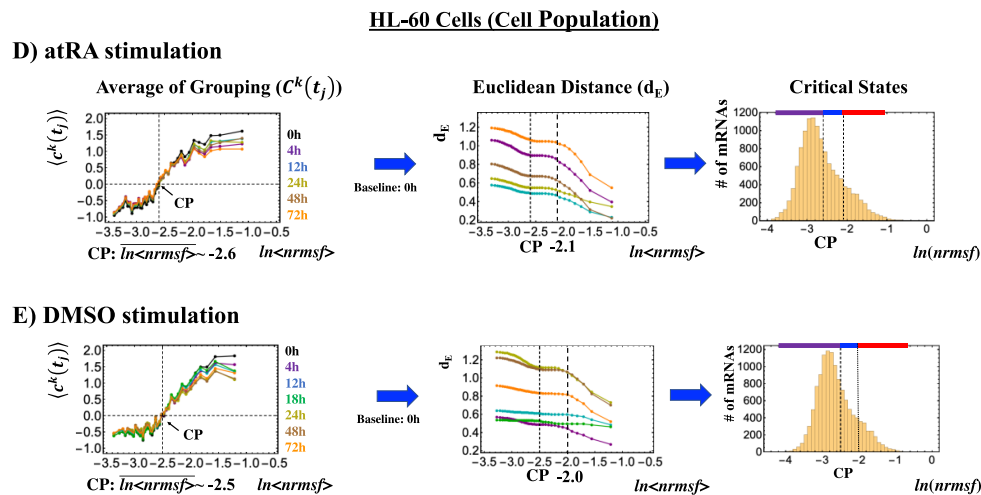 HL-60 Cells (Cell Population)
D) atRA stimulation
Average of Grouping (C^k(t_j))
Euclidean Distance (d_E)
Critical States
⟨c^k(t_j)⟩
2.0
1.5
1.0
0.5
0.0
-0.5
-1.0
CP
-3.5 -3.0 -2.5 -2.0 -1.5 -1.0 -0.5
CP: ln<nrmsf> ~ -2.6
ln<nrmsf>
0h
4h
12h
24h
48h
72h
Baseline: 0h
d_E
1.2
1.0
0.8
0.6
0.4
0.2
-3.5 -3.0 -2.5 -2.0 -1.5 -1.0 -0.5
CP -2.1
ln<nrmsf>
# of mRNAs
1200
1000
800
600
400
200
0
-4 -3 -2 -1 0
CP
ln(nrmsf)
E) DMSO stimulation
⟨c^k(t_j)⟩
2.0
1.5
1.0
0.5
0.0
-0.5
-1.0
CP
-3.5 -3.0 -2.5 -2.0 -1.5 -1.0 -0.5
CP: ln<nrmsf> ~ -2.5
ln<nrmsf>
0h
4h
12h
18h
24h
48h
72h
Baseline: 0h
d_E
1.2
1.0
0.8
0.6
0.4
0.2
-3.5 -3.0 -2.5 -2.0 -1.5 -1.0 -0.5
CP -2.0
ln<nrmsf>
# of mRNAs
1200
1000
800
600
400
200
0
-4 -3 -2 -1 0
CP
ln(nrmsf)